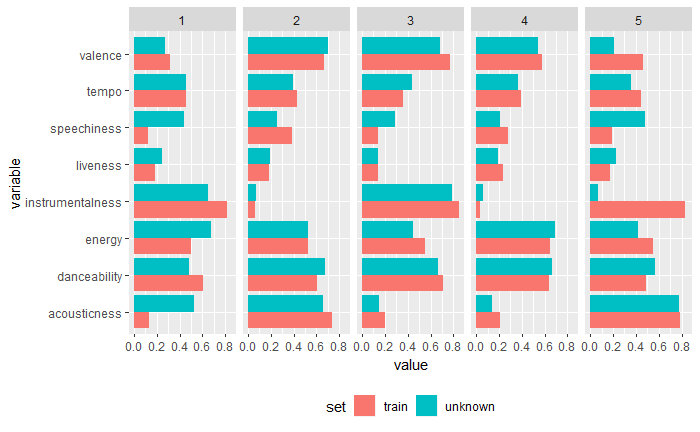 1 2 3 4 5
valence
tempo
speechiness
liveness
instrumentalness
energy
danceability
acousticness
variable
0.0 0.2 0.4 0.6 0.8 0.0 0.2 0.4 0.6 0.8 0.0 0.2 0.4 0.6 0.8 0.0 0.2 0.4 0.6 0.8 0.0 0.2 0.4 0.6 0.8
value
set train unknown